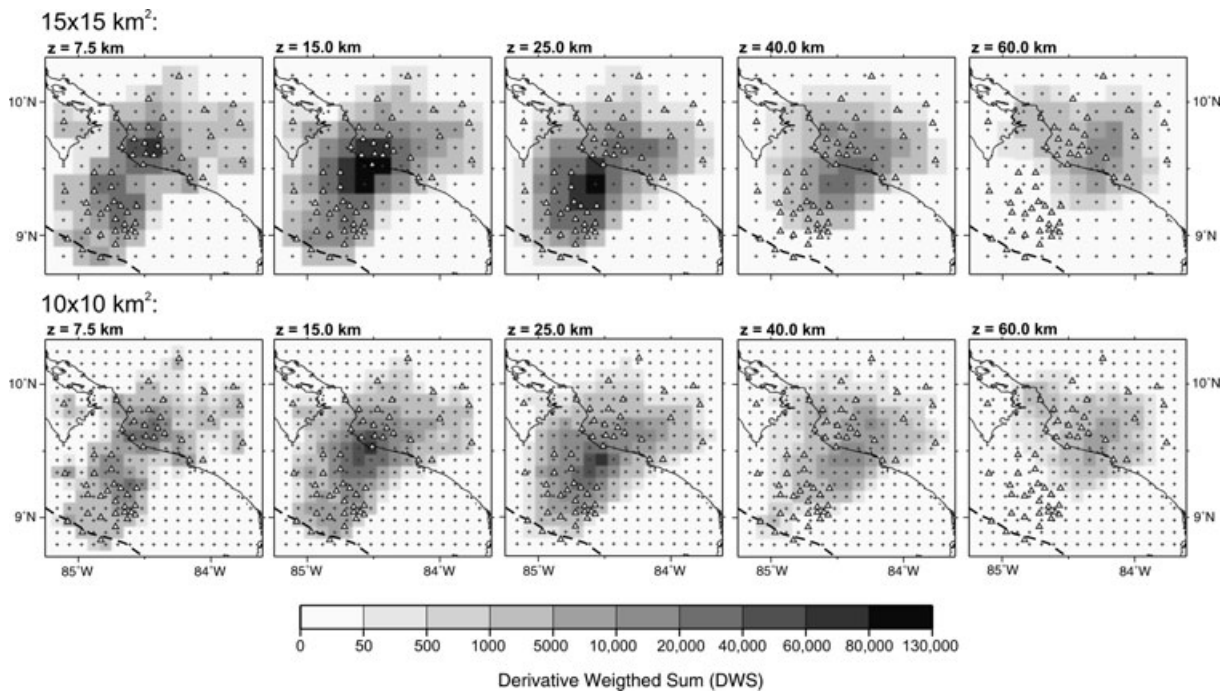 15x15 km²:
z = 7.5 km z = 15.0 km z = 25.0 km z = 40.0 km z = 60.0 km
10˚N 10˚N
9˚N 9˚N
10x10 km²:
z = 7.5 km z = 15.0 km z = 25.0 km z = 40.0 km z = 60.0 km
10˚N 10˚N
9˚N 9˚N
85˚W 84˚W 85˚W 84˚W 85˚W 84˚W 85˚W 84˚W 85˚W 84˚W
0 50 500 1000 5000 10,000 20,000 40,000 60,000 80,000 130,000
Derivative Weigthed Sum (DWS)